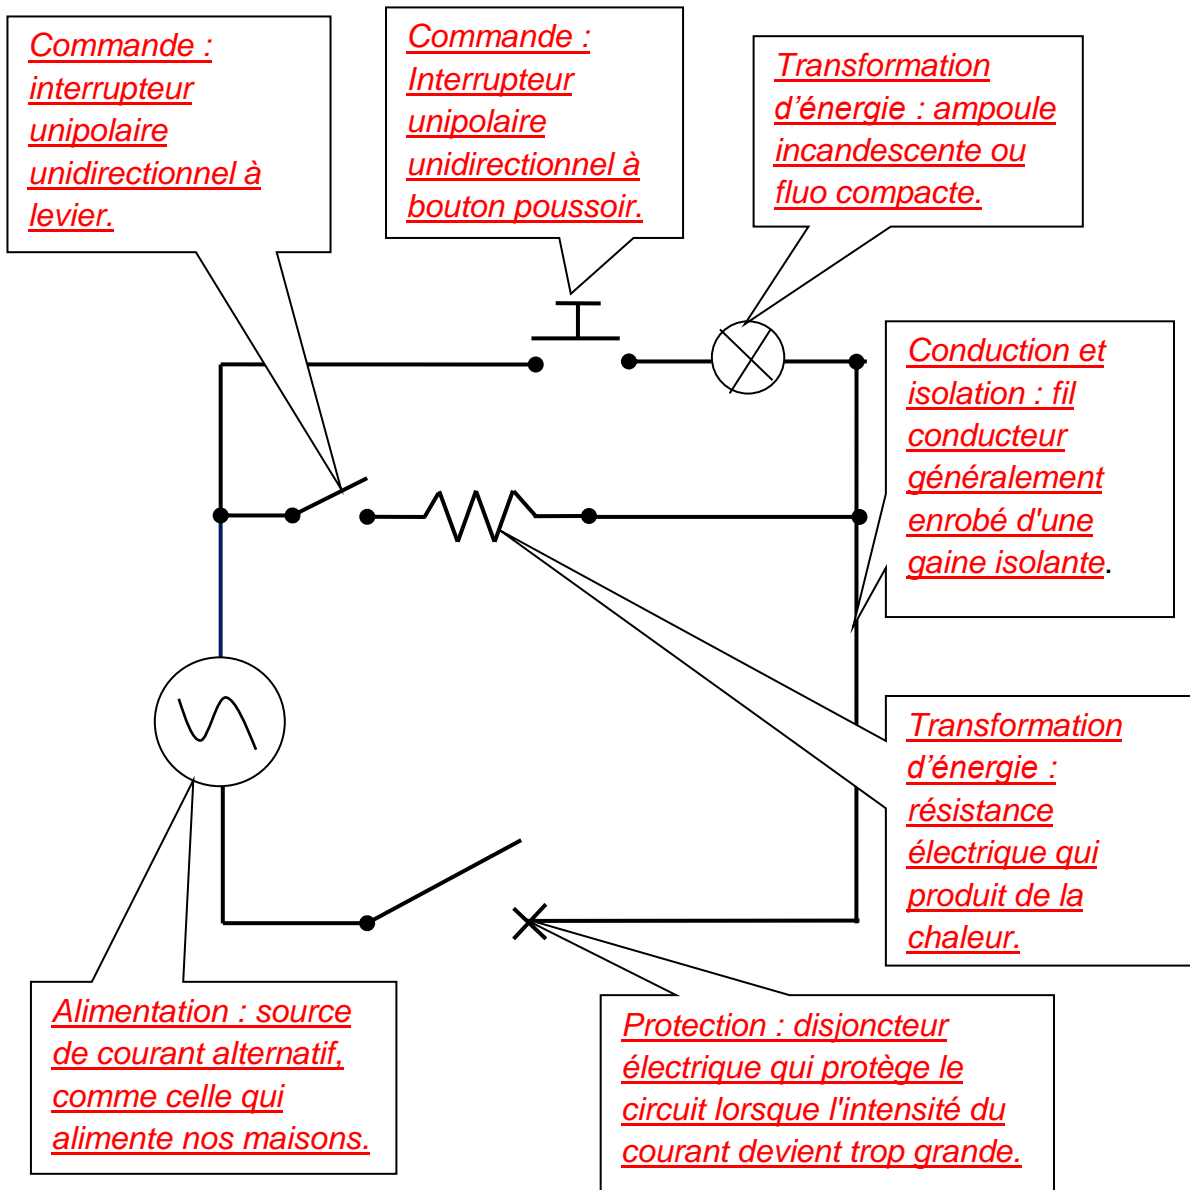 Commande :
interrupteur
unipolaire
unidirectionnel à
levier.
Commande :
Interrupteur
unipolaire
unidirectionnel à
bouton poussoir.
Transformation
d’énergie : ampoule
incandescente ou
fluo compacte.
Conduction et
isolation : fil
conducteur
généralement
enrobé d'une
gaine isolante.
Transformation
d’énergie :
résistance
électrique qui
produit de la
chaleur.
Alimentation : source
de courant alternatif,
comme celle qui
alimente nos maisons.
Protection : disjoncteur
électrique qui protège le
circuit lorsque l'intensité du
courant devient trop grande.